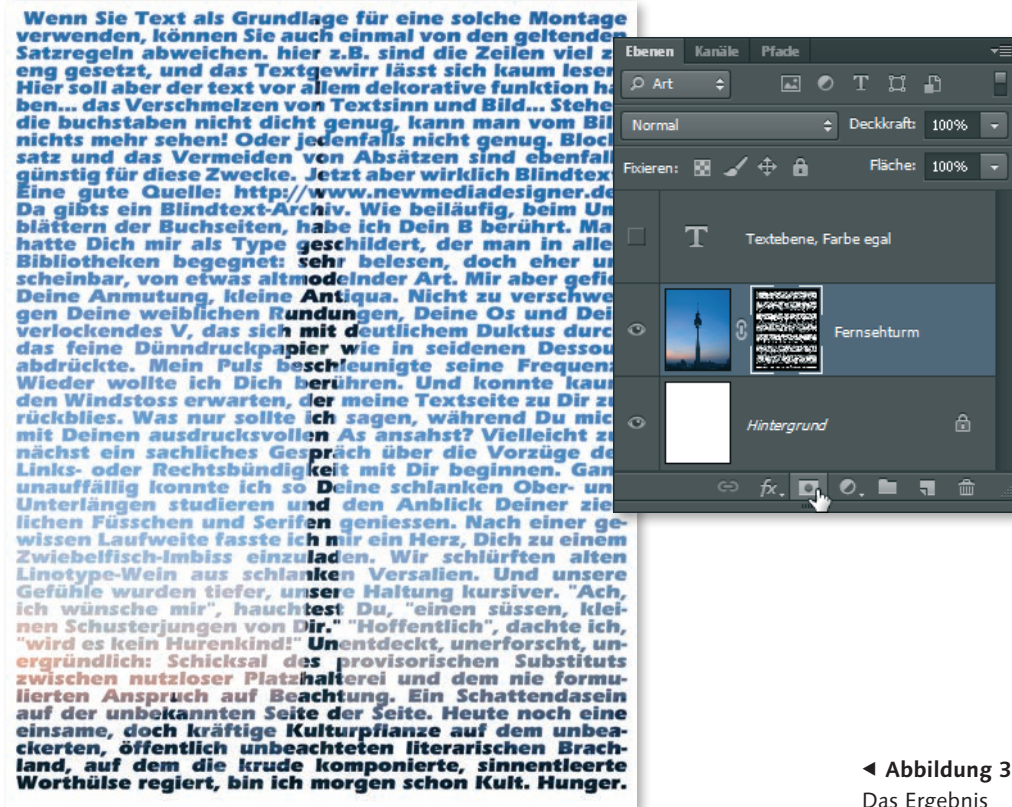 Wenn Sie Text als Grundlage für eine solche Montage
verwenden, können Sie auch einmal von den geltenden
Satzregeln abweichen. hier z.B. sind die Zeilen viel z
eng gesetzt, und das Textgewirr lässt sich kaum lesen
Hier soll aber der text vor allem dekorative funktion ha
ben... das Verschmelzen von Textsinn und Bild... Stehe
die buchstaben nicht dicht genug, kann man vom Bil
nichts mehr sehen! Oder jedenfalls nicht genug. Bloc
satz und das Vermeiden von Absätzen sind ebenfal
günstig für diese Zwecke. Jetzt aber wirklich Blindtex
Eine gute Quelle: http://www.newmediadesigner.de
Da gibts ein Blindtext-Archiv. Wie beiläufig, beim Um
blättern der Buchseiten, habe ich Dein B berührt. Ma
hatte Dich mir als Type geschildert, der man in alle
Bibliotheken begegnet: sehr belesen, doch eher un
scheinbar, von etwas altmodelnder Art. Mir aber gefie
Deine Anmutung, kleine Antiqua. Nicht zu verschwe
gen Deine weiblichen Rundungen, Deine Os und Dei
verlockendes V, das sich mit deutlichem Duktus durc
das feine Dünndruckpapier wie in seidenn Dessou
abdruckte. Mein Puls beschleunigte seine Frequenz
Wieder wollte ich Dich berühren. Und konnte kaum
den Windstoss erwarten, der meine Textseite zu Dir zu
rückblies. Was nur sollte ich sagen, während Du mic
mit Deinen ausdrucksvollen As ansahst? Vielleicht zu
nächst ein sachliches Gespräch über die Vorzüge de
Links- oder Rechtsbündigkeit mit Dir beginnen. Gan
unauffällig konnte ich so Deine schlanken Ober- un
Unterlängen studieren und den Anblick Deiner zier
lichen Füsschen und Serifen geniessen. Nach einer ge-
wissen Laufweite fasste ich mir ein Herz, Dich zu einem
Zwiebelfisch-Imbiss einzuladen. Wir schlürften alten
Linotype-Wein aus schlanken Versalien. Und unsere
Gefühle wurden tiefer, unsere Haltung kursiver. "Ach,
ich wünsche mir", hauchtest Du, "einen süssen, klei-
nen Schusterjungen von Dir." "Hoffentlich", dachte ich,
"wird es kein Hurenkind!" Unentdeckt, unerforscht, un-
ergründlich: Schicksal des provisorischen Substituts
zwischen nutzloser Platzhalterei und dem nie formu-
lierten Anspruch auf Beachtung. Ein Schattendasein
auf der unbekannten Seite der Seite. Heute noch eine
einsame, doch kräftige Kulturpflanze auf dem unbea-
ckerten, öffentlich unbeachteten literarischen Brach-
land, auf dem die krude komponierte, sinnentleerte
Worthülse regiert, bin ich morgen schon Kult. Hunger.
Ebenen Kanäle Pfade
Art
Normal Deckkraft: 100%
Fixieren: Fläche: 100%
T Textebene, Farbe egal
Fernsehturm
Hintergrund
fx
◄ Abbildung 3
Das Ergebnis